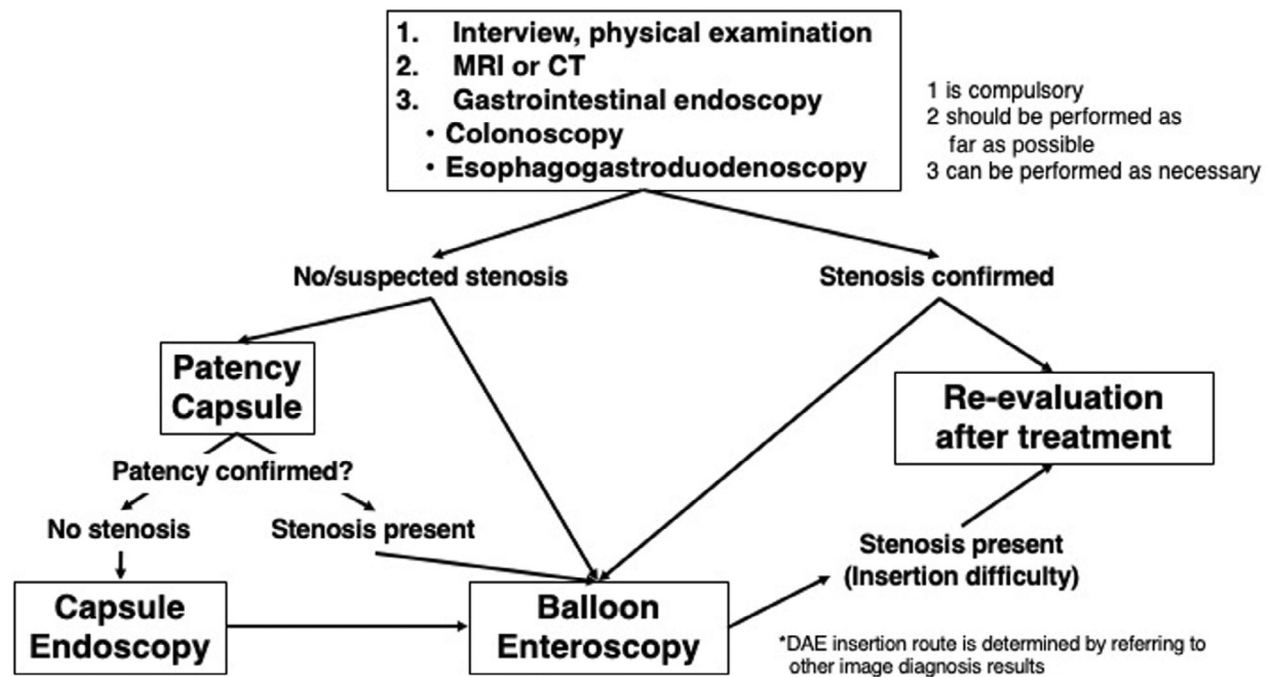 1. Interview, physical examination
2. MRI or CT
3. Gastrointestinal endoscopy
• Colonoscopy
• Esophagogastroduodenoscopy
1 is compulsory
2 should be performed as
far as possible
3 can be performed as necessary
No/suspected stenosis
Stenosis confirmed
Patency
Capsule
Re-evaluation
after treatment
Patency confirmed?
No stenosis
Stenosis present
Stenosis present
(Insertion difficulty)
Capsule
Endoscopy
Balloon
Enteroscopy
*DAE insertion route is determined by referring to
other image diagnosis results